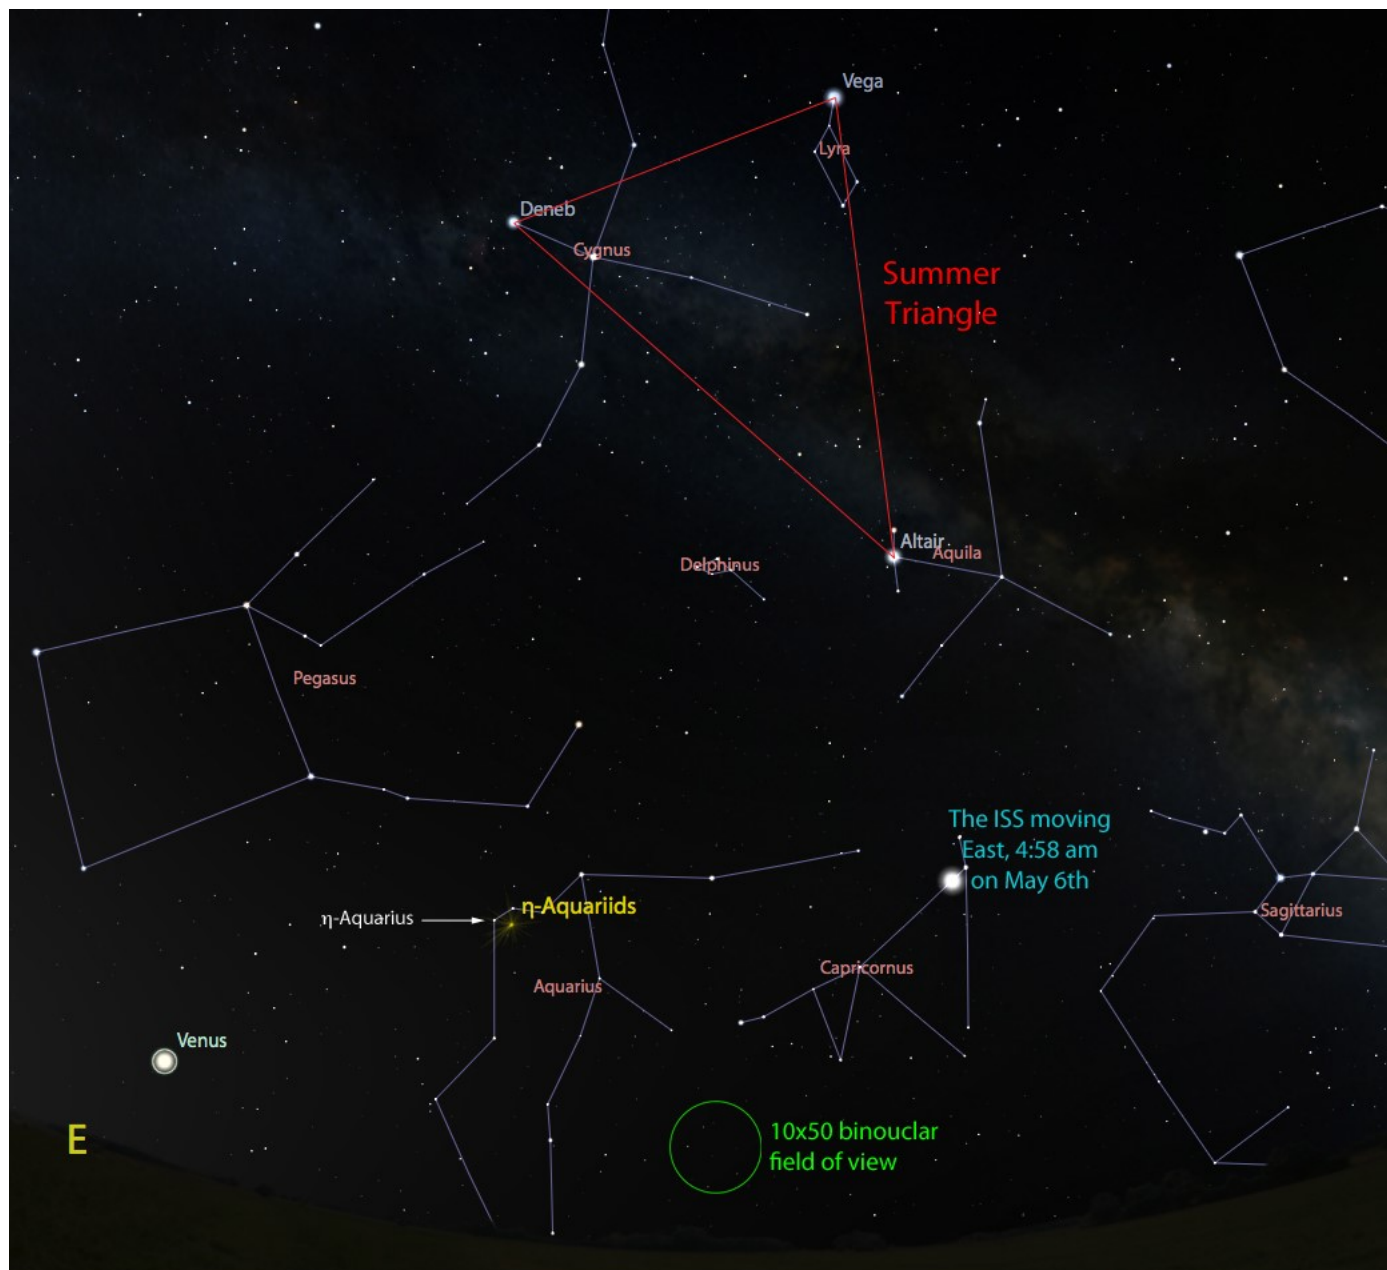 Vega
Lyra
Deneb
Cygnus
Summer
Triangle
Altair
Aquila
Delphinus
Pegasus
The ISS moving
East, 4:58 am
on May 6th
η-Aquariids
η-Aquarius
Sagittarius
Capricornus
Aquarius
Venus
E
10x50 binouclar
field of view